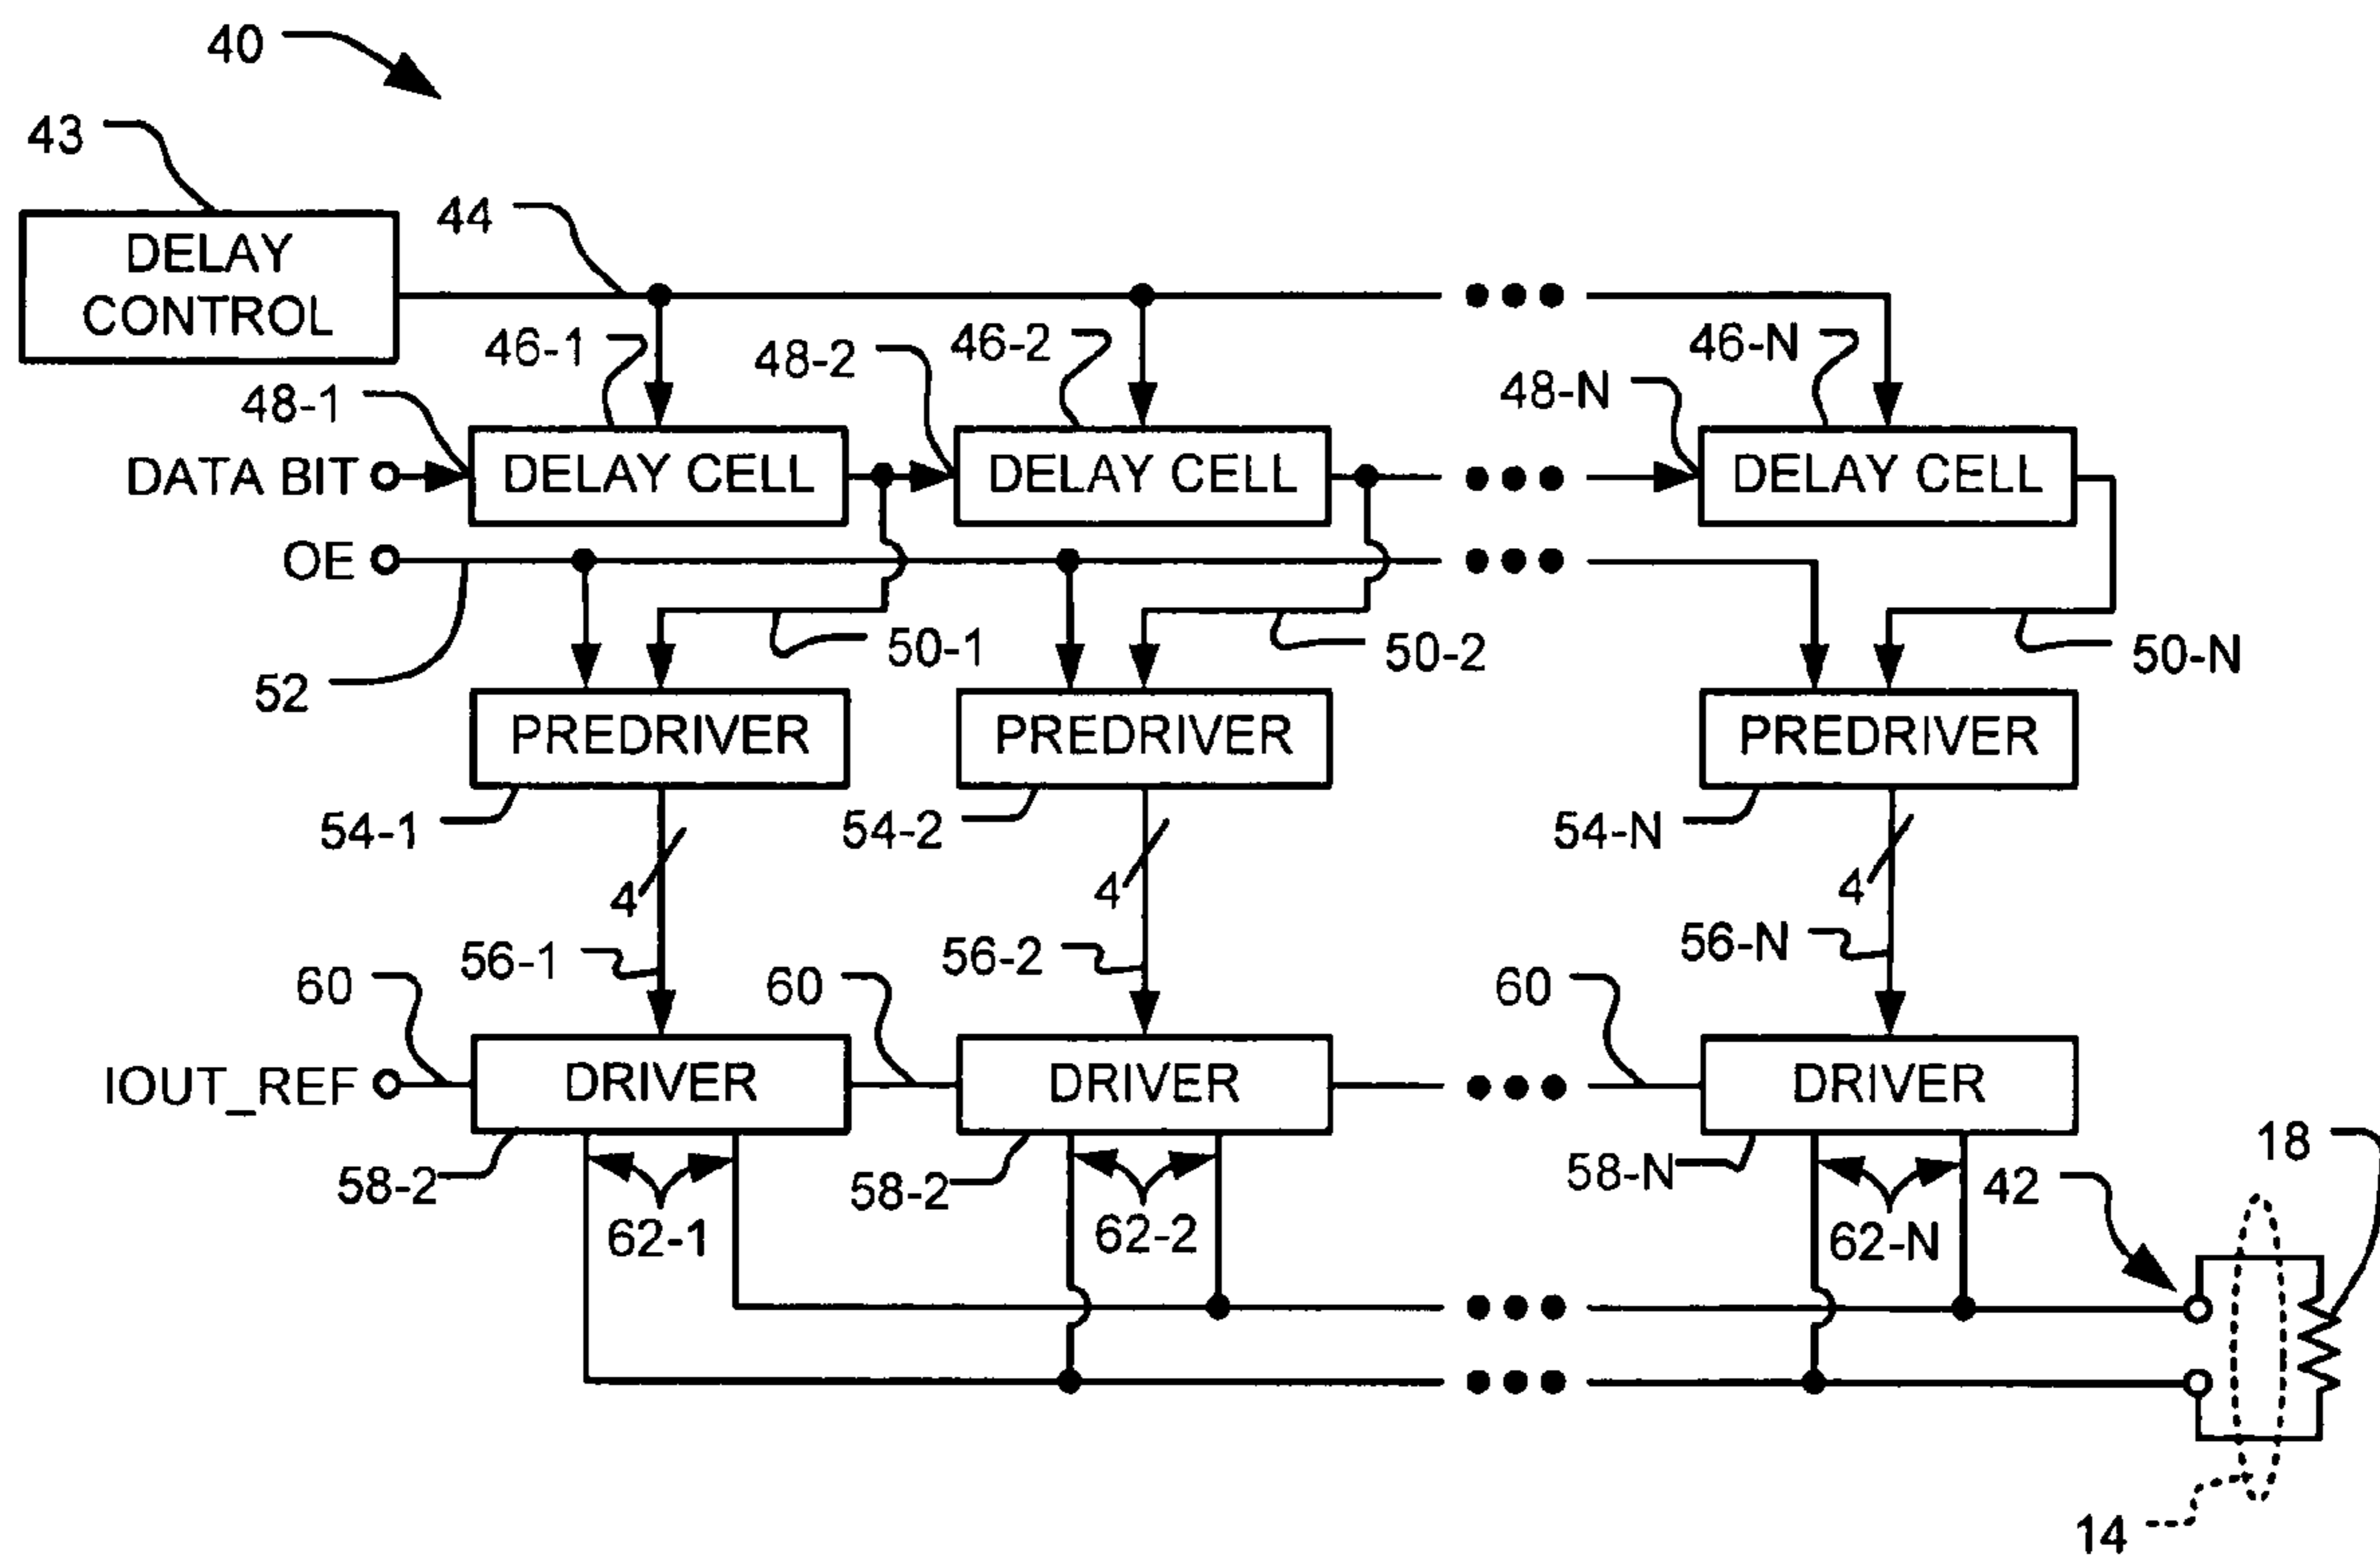 40
43
DELAY
CONTROL
44
46-1
48-2
46-2
46-N
48-1
48-N
DATA BIT
DELAY CELL
DELAY CELL
DELAY CELL
OE
52
50-1
50-2
50-N
PREDRIVER
PREDRIVER
PREDRIVER
54-1
54-2
54-N
4
4
4
56-1
56-2
56-N
60
60
60
IOUT_REF
DRIVER
DRIVER
DRIVER
58-2
62-1
58-2
62-2
58-N
62-N
42
18
14